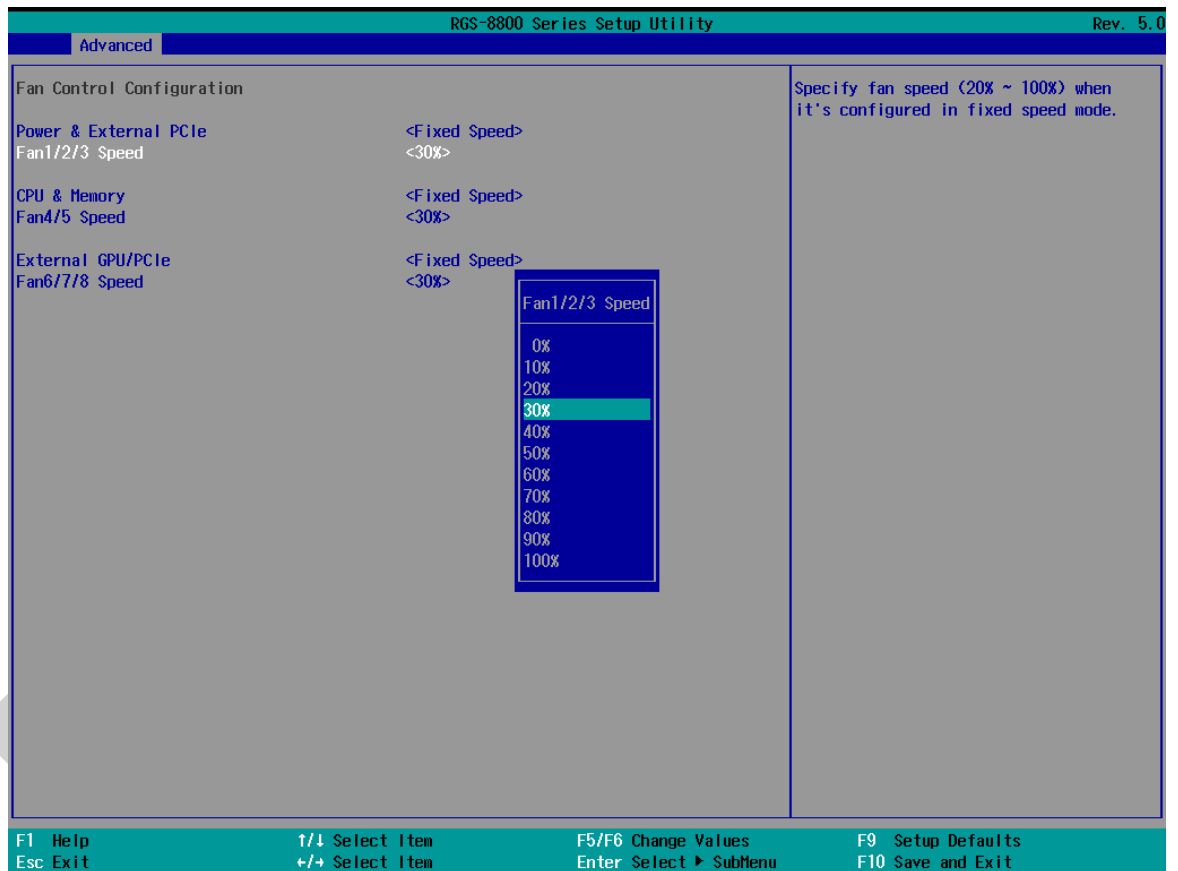 RGS-8800 Series Setup Utility Rev. 5.0
Advanced
Fan Control Configuration
Power & External PCIe <Fixed Speed>
Fan1/2/3 Speed <30%>
CPU & Memory <Fixed Speed>
Fan4/5 Speed <30%>
External GPU/PCIe <Fixed Speed>
Fan6/7/8 Speed <30%>
Fan1/2/3 Speed
0%
10%
20%
30%
40%
50%
60%
70%
80%
90%
100%
Specify fan speed (20% ~ 100%) when
it's configured in fixed speed mode.
F1 Help ↑/↓ Select Item F5/F6 Change Values F9 Setup Defaults
Esc Exit ←/→ Select Item Enter Select ▶ SubMenu F10 Save and Exit